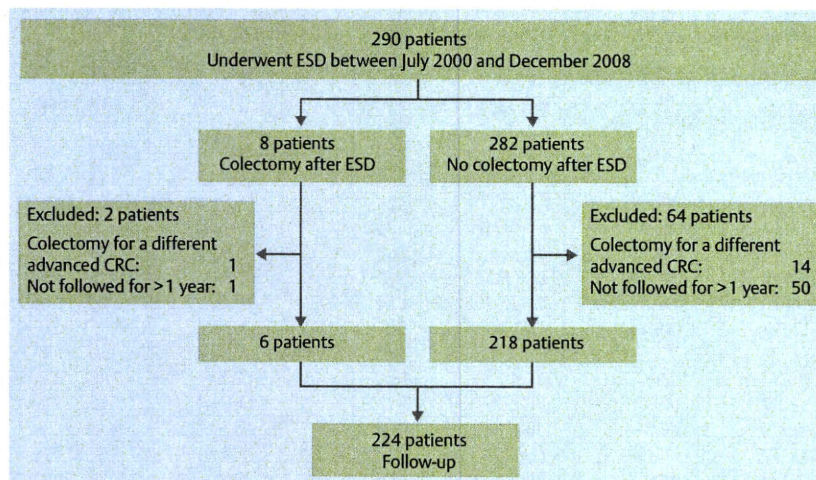 290 patients
Underwent ESD between July 2000 and December 2008
8 patients
Colectomy after ESD
282 patients
No colectomy after ESD
Excluded: 2 patients
Colectomy for a different
advanced CRC: 1
Not followed for >1 year: 1
Excluded: 64 patients
Colectomy for a different
advanced CRC: 14
Not followed for >1 year: 50
6 patients
218 patients
224 patients
Follow-up